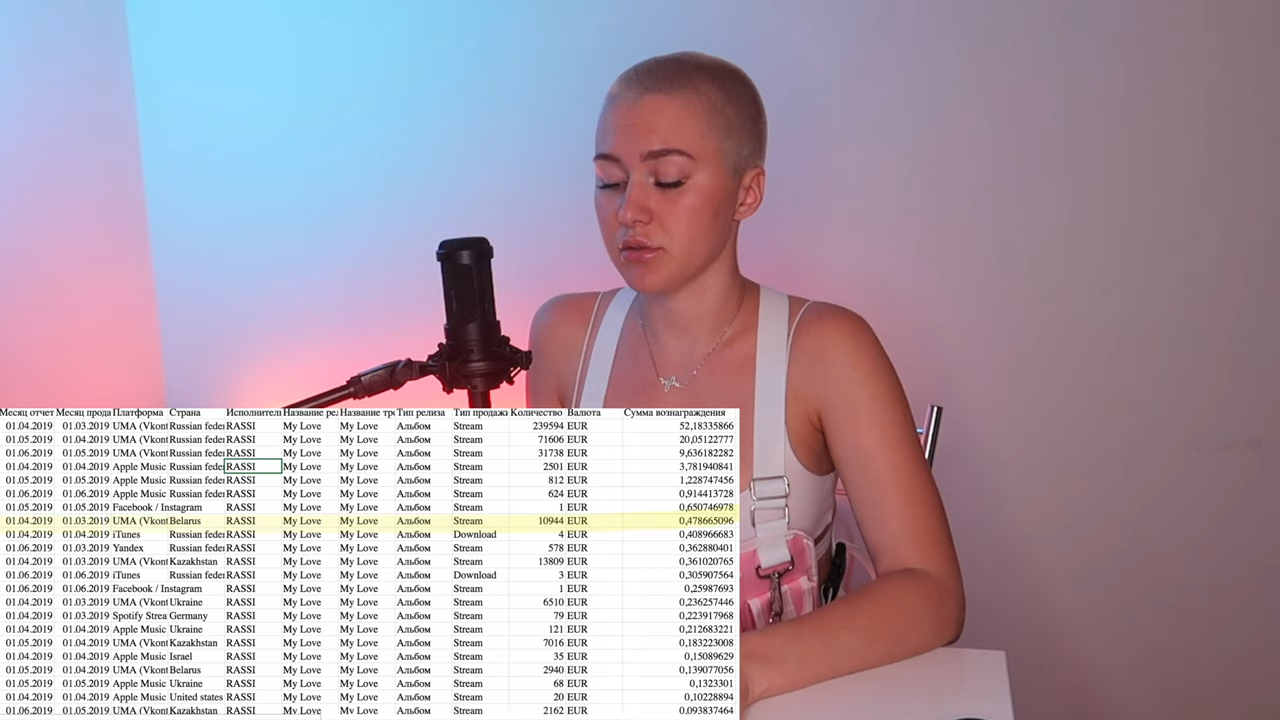 Месяц отчет Месяц прода Платформа Страна Исполнител Название рел Название тре Тип релиза Тип продажи Количество Валюта Сумма вознаграждения
01.04.2019 01.03.2019 UMA (Vkont Russian feder RASSI My Love My Love Альбом Stream 239594 EUR 52,18335866
01.05.2019 01.04.2019 UMA (Vkont Russian feder RASSI My Love My Love Альбом Stream 71606 EUR 20,05122777
01.06.2019 01.05.2019 UMA (Vkont Russian feder RASSI My Love My Love Альбом Stream 31738 EUR 9,636182282
01.04.2019 01.04.2019 Apple Music Russian feder RASSI My Love My Love Альбом Stream 2501 EUR 3,781940841
01.05.2019 01.05.2019 Apple Music Russian feder RASSI My Love My Love Альбом Stream 812 EUR 1,228747456
01.06.2019 01.06.2019 Apple Music Russian feder RASSI My Love My Love Альбом Stream 624 EUR 0,914413728
01.05.2019 01.05.2019 Facebook / Instagram RASSI My Love My Love Альбом Stream 1 EUR 0,650746978
01.04.2019 01.03.2019 UMA (Vkont Belarus RASSI My Love My Love Альбом Stream 10944 EUR 0,478665096
01.04.2019 01.04.2019 iTunes Russian feder RASSI My Love My Love Альбом Download 4 EUR 0,408966683
01.06.2019 01.03.2019 Yandex Russian feder RASSI My Love My Love Альбом Stream 578 EUR 0,362880401
01.04.2019 01.03.2019 UMA (Vkont Kazakhstan RASSI My Love My Love Альбом Stream 13809 EUR 0,361020765
01.06.2019 01.06.2019 iTunes Russian feder RASSI My Love My Love Альбом Download 3 EUR 0,305907564
01.06.2019 01.06.2019 Facebook / Instagram RASSI My Love My Love Альбом Stream 1 EUR 0,25987693
01.04.2019 01.03.2019 UMA (Vkont Ukraine RASSI My Love My Love Альбом Stream 6510 EUR 0,236257446
01.04.2019 01.03.2019 Spotify Strea Germany RASSI My Love My Love Альбом Stream 79 EUR 0,223917968
01.04.2019 01.04.2019 Apple Music Ukraine RASSI My Love My Love Альбом Stream 121 EUR 0,212683221
01.05.2019 01.04.2019 UMA (Vkont Kazakhstan RASSI My Love My Love Альбом Stream 7016 EUR 0,183223008
01.04.2019 01.04.2019 Apple Music Israel RASSI My Love My Love Альбом Stream 35 EUR 0,15089629
01.05.2019 01.04.2019 UMA (Vkont Belarus RASSI My Love My Love Альбом Stream 2940 EUR 0,139077056
01.05.2019 01.05.2019 Apple Music Ukraine RASSI My Love My Love Альбом Stream 68 EUR 0,1323301
01.04.2019 01.04.2019 Apple Music United states RASSI My Love My Love Альбом Stream 20 EUR 0,10228894
01.06.2019 01.05.2019 UMA (Vkont Kazakhstan RASSI My Love My Love Альбом Stream 2162 EUR 0,093837464